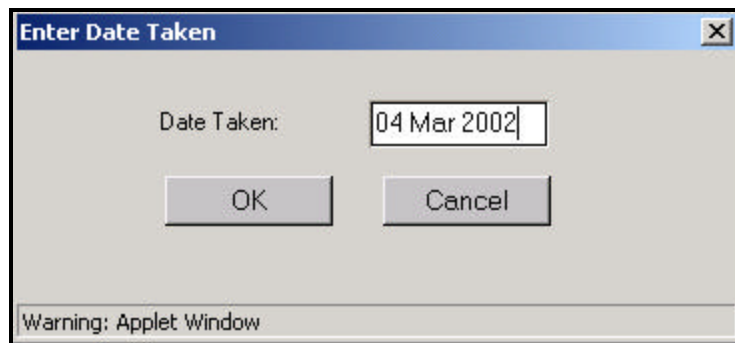 Enter Date Taken
Date Taken: 04 Mar 2002
OK Cancel
Warning: Applet Window